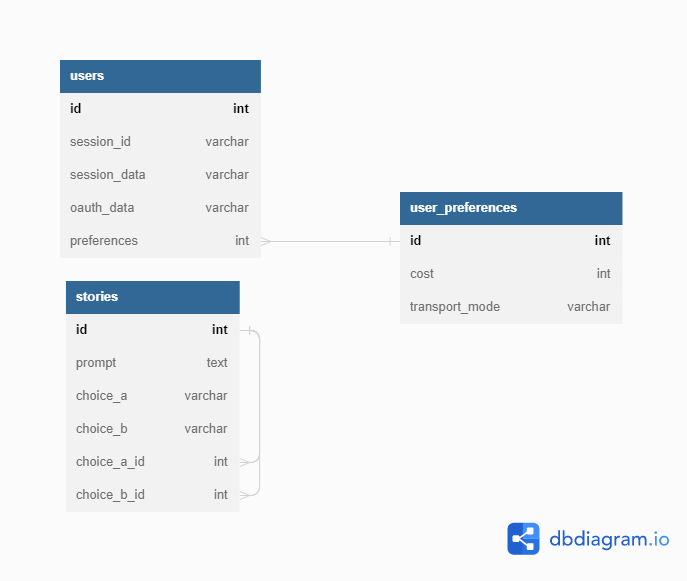 users
id int
session_id varchar
session_data varchar
oauth_data varchar
preferences int
user_preferences
id int
cost int
transport_mode varchar
stories
id int
prompt text
choice_a varchar
choice_b varchar
choice_a_id int
choice_b_id int
dbdiagram.io